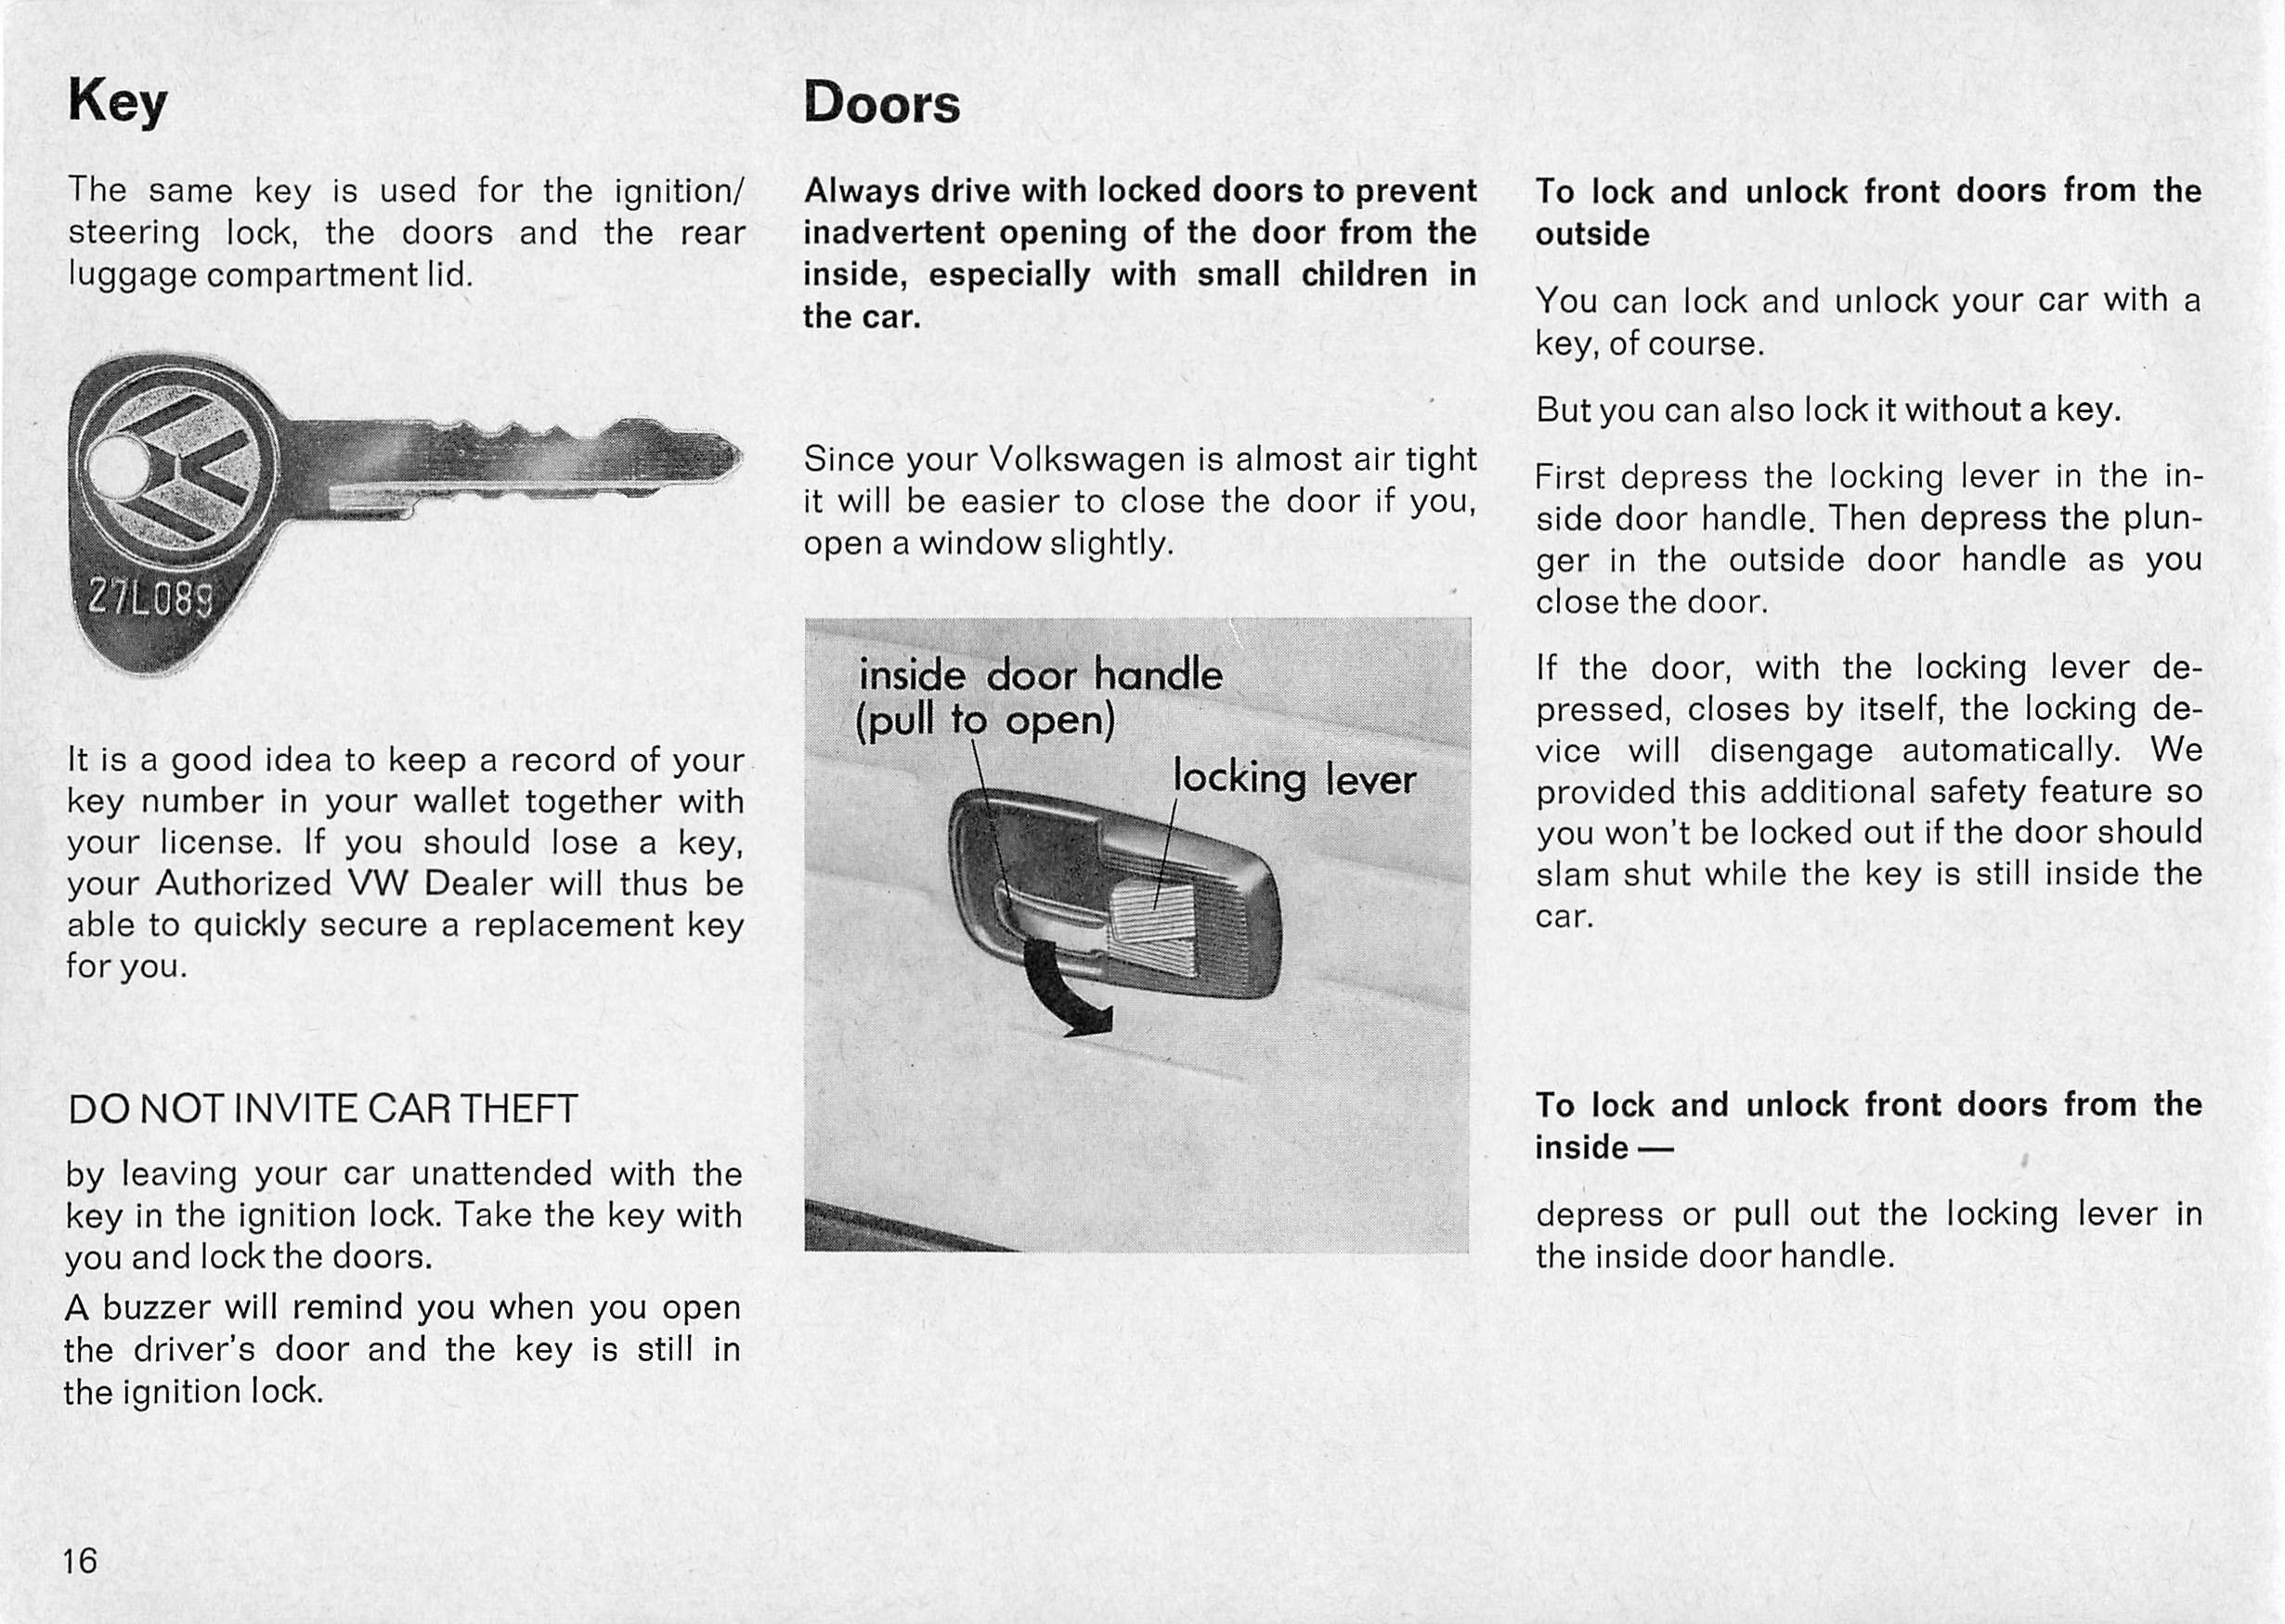 Key
The same key is used for the ignition/
steering lock, the doors and the rear
luggage compartment lid.
27L089
It is a good idea to keep a record of your
key number in your wallet together with
your license. If you should lose a key,
your Authorized VW Dealer will thus be
able to quickly secure a replacement key
for you.
DO NOT INVITE CAR THEFT
by leaving your car unattended with the
key in the ignition lock. Take the key with
you and lock the doors.
A buzzer will remind you when you open
the driver's door and the key is still in
the ignition lock.
16
Doors
Always drive with locked doors to prevent
inadvertent opening of the door from the
inside, especially with small children in
the car.
Since your Volkswagen is almost air tight
it will be easier to close the door if you,
open a window slightly.
inside door handle
(pull to open)
locking lever
To lock and unlock front doors from the
outside
You can lock and unlock your car with a
key, of course.
But you can also lock it without a key.
First depress the locking lever in the in-
side door handle. Then depress the plun-
ger in the outside door handle as you
close the door.
If the door, with the locking lever de-
pressed, closes by itself, the locking de-
vice will disengage automatically. We
provided this additional safety feature so
you won't be locked out if the door should
slam shut while the key is still inside the
car.
To lock and unlock front doors from the
inside —
depress or pull out the locking lever in
the inside door handle.